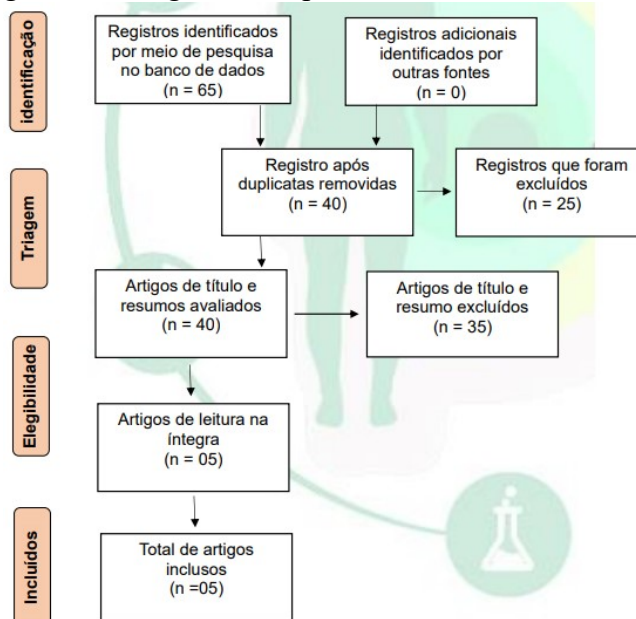 identificação
Registros identificados
por meio de pesquisa
no banco de dados
(n = 65)
Registros adicionais
identificados por
outras fontes
(n = 0)
Triagem
Registro após
duplicatas removidas
(n = 40)
Registros que foram
excluídos
(n = 25)
Artigos de título e
resumos avaliados
(n = 40)
Artigos de título e
resumo excluídos
(n = 35)
Elegibilidade
Artigos de leitura na
íntegra
(n = 05)
Incluídos
Total de artigos
inclusos
(n =05)